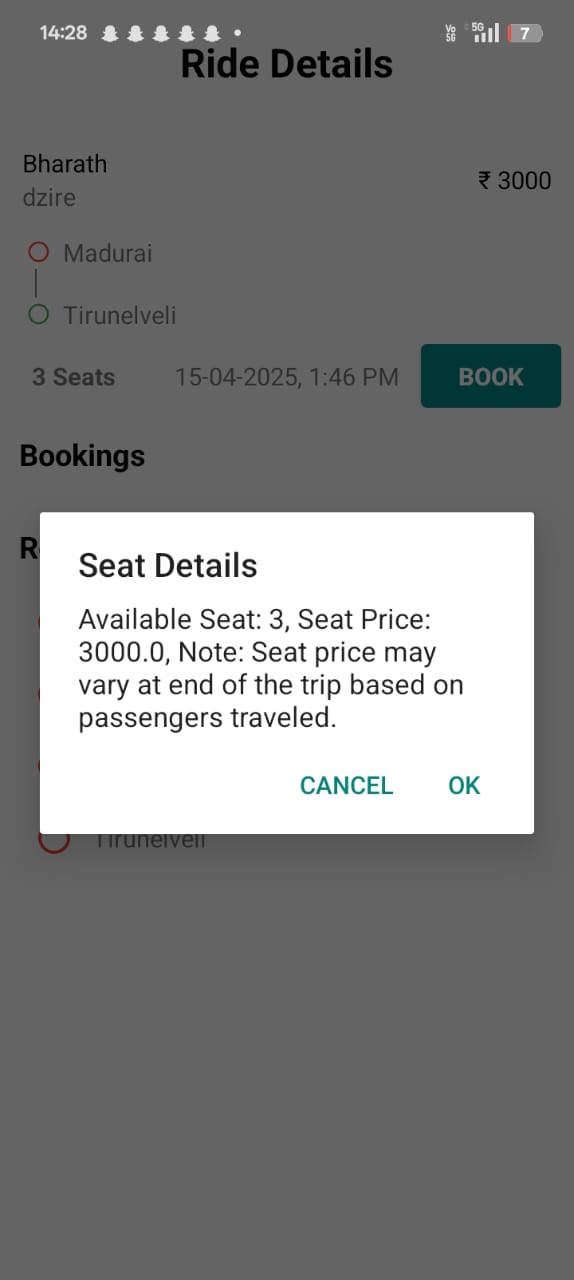 14:28
Vo
5G
5G
7
Ride Details
Bharath
₹ 3000
dzire
Madurai
Tirunelveli
3 Seats
15-04-2025, 1:46 PM
BOOK
Bookings
Seat Details
Available Seat: 3, Seat Price:
3000.0, Note: Seat price may
vary at end of the trip based on
passengers traveled.
CANCEL
OK
Tirunelveli